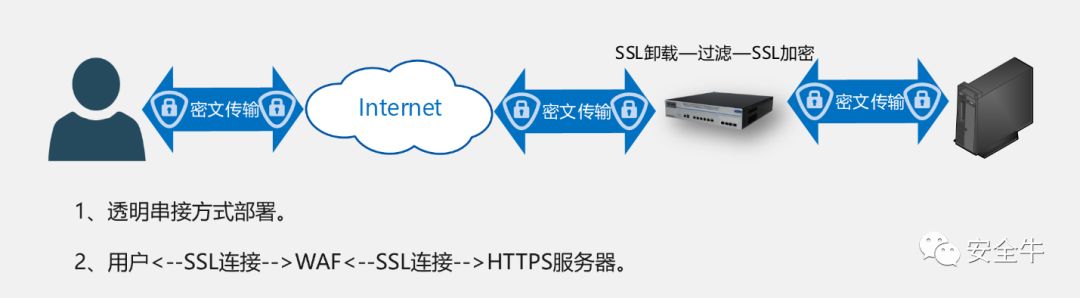 SSL卸载—过滤—SSL加密
密文传输
Internet
密文传输
密文传输
1、透明串接方式部署。
2、用户<--SSL连接-->WAF<--SSL连接-->HTTPS服务器。
安全牛